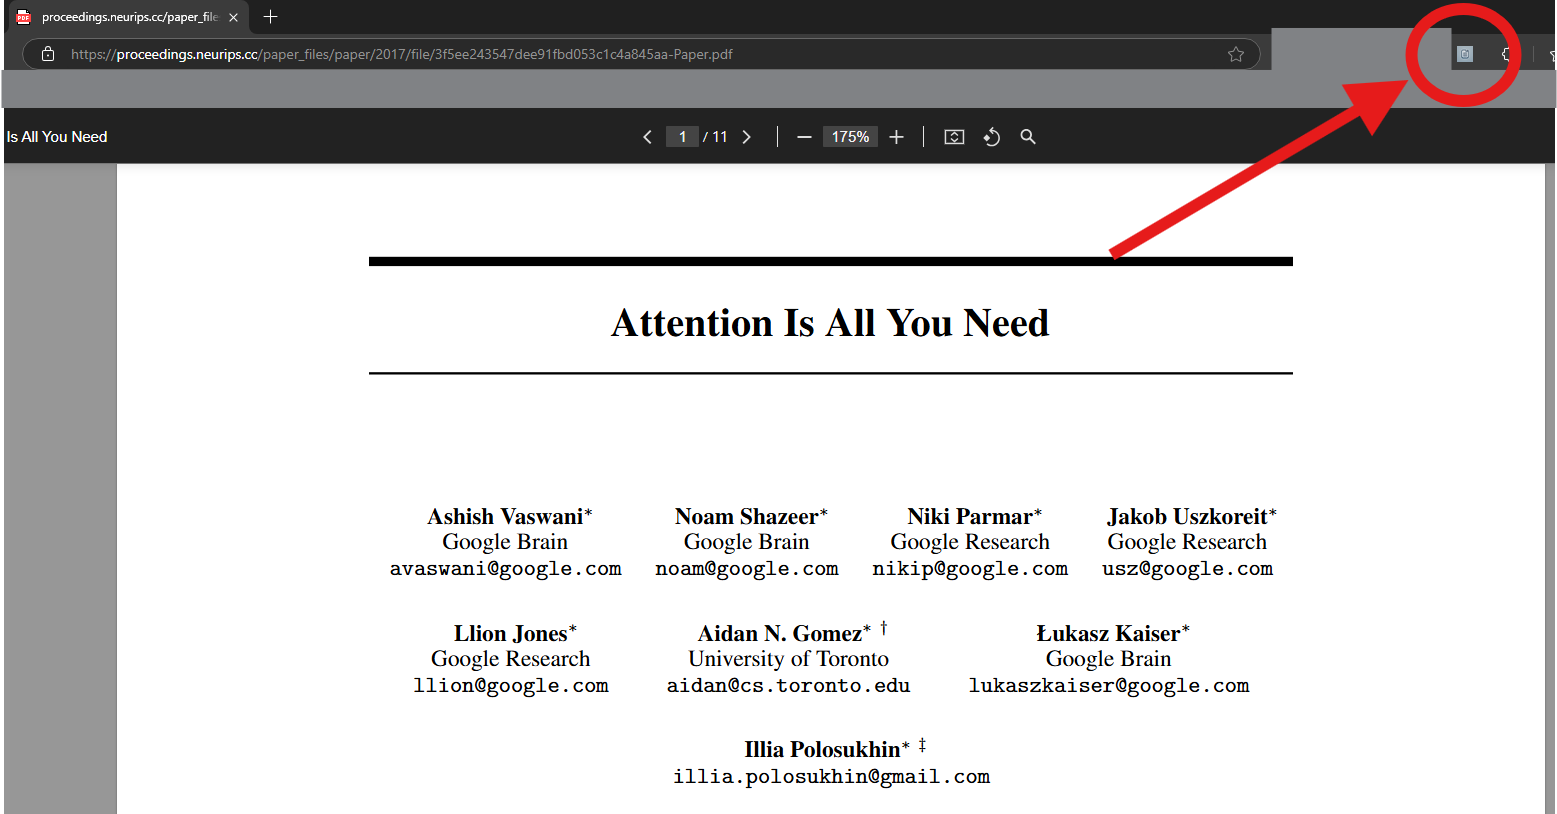 PDF proceedings.neurips.cc/paper_file
https://proceedings.neurips.cc/paper_files/paper/2017/file/3f5ee243547dee91fbd053c1c4a845aa-Paper.pdf
Is All You Need
1 / 11
175%
Attention Is All You Need
Ashish Vaswani* Noam Shazeer* Niki Parmar* Jakob Uszkoreit*
Google Brain Google Brain Google Research Google Research
avaswani@google.com noam@google.com nikip@google.com usz@google.com
Llion Jones* Aidan N. Gomez* † Łukasz Kaiser*
Google Research University of Toronto Google Brain
llion@google.com aidan@cs.toronto.edu lukaszkaiser@google.com
Illia Polosukhin* ‡
illia.polosukhin@gmail.com